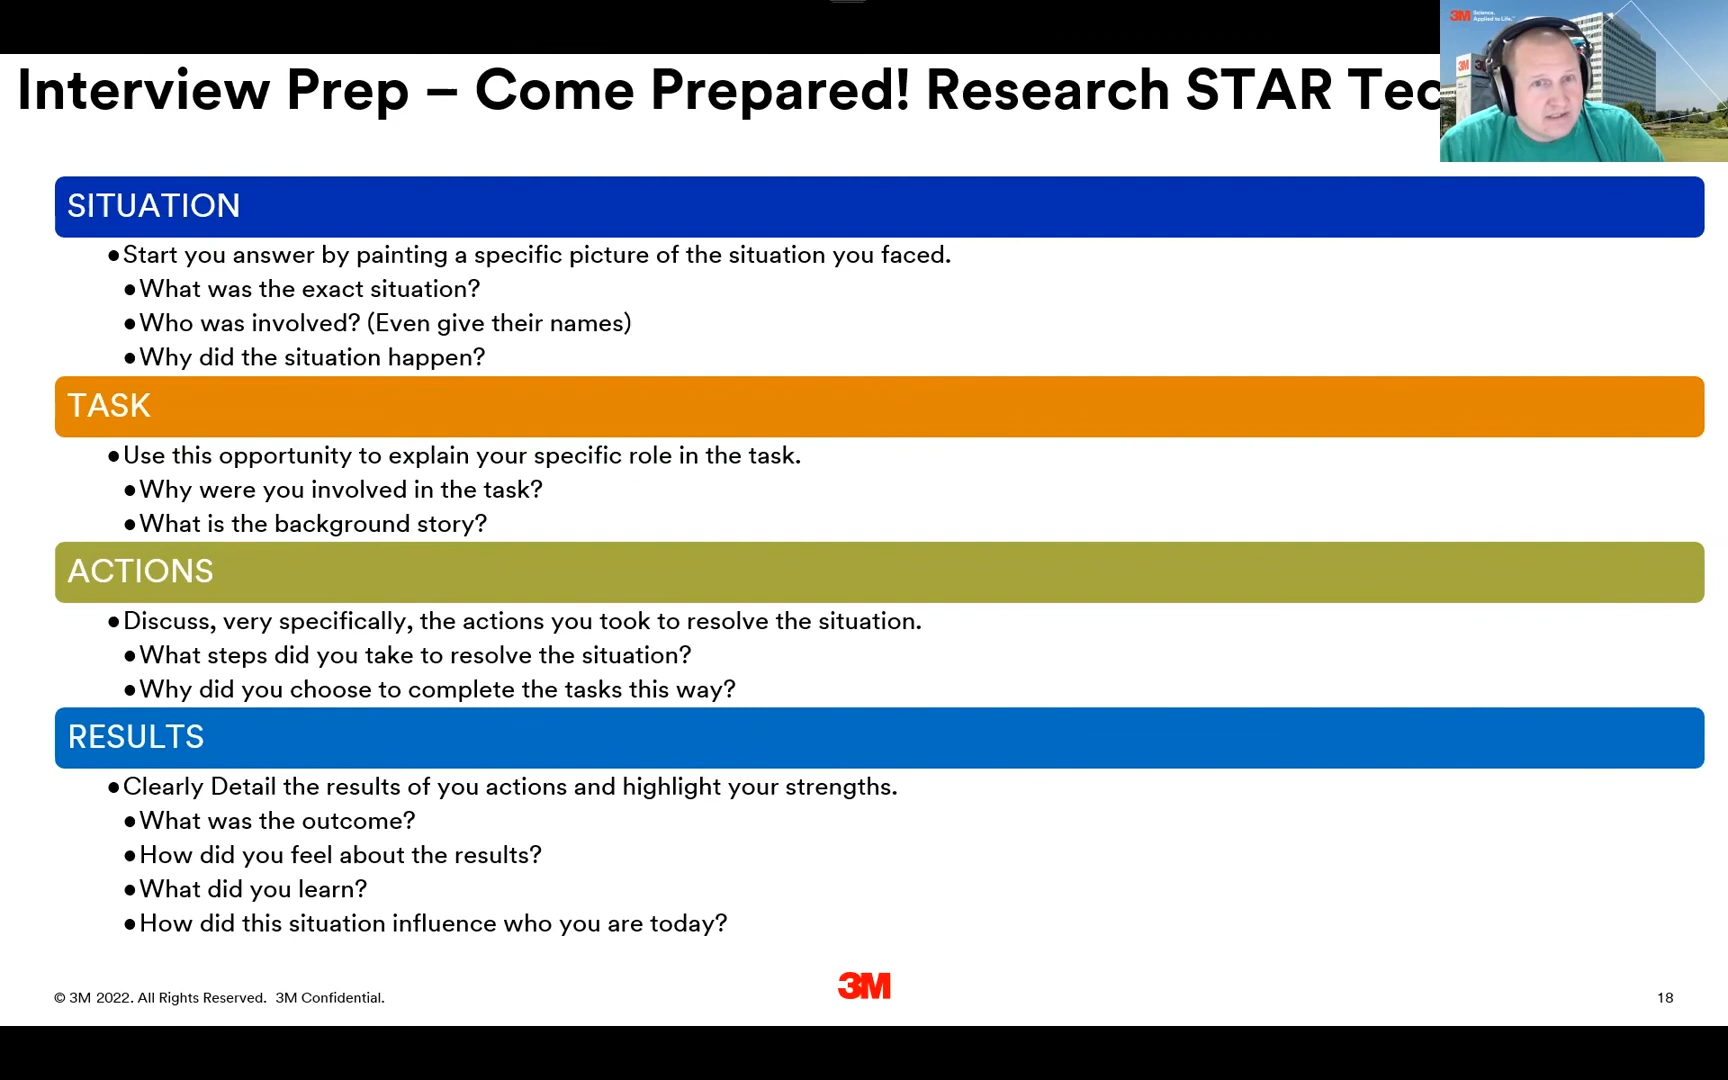 Interview Prep – Come Prepared! Research STAR Tec
3M Science.
Applied to Life.™
3M
SITUATION
●Start you answer by painting a specific picture of the situation you faced.
●What was the exact situation?
●Who was involved? (Even give their names)
●Why did the situation happen?
TASK
●Use this opportunity to explain your specific role in the task.
●Why were you involved in the task?
●What is the background story?
ACTIONS
●Discuss, very specifically, the actions you took to resolve the situation.
●What steps did you take to resolve the situation?
●Why did you choose to complete the tasks this way?
RESULTS
●Clearly Detail the results of you actions and highlight your strengths.
●What was the outcome?
●How did you feel about the results?
●What did you learn?
●How did this situation influence who you are today?
© 3M 2022. All Rights Reserved. 3M Confidential.
3M
18